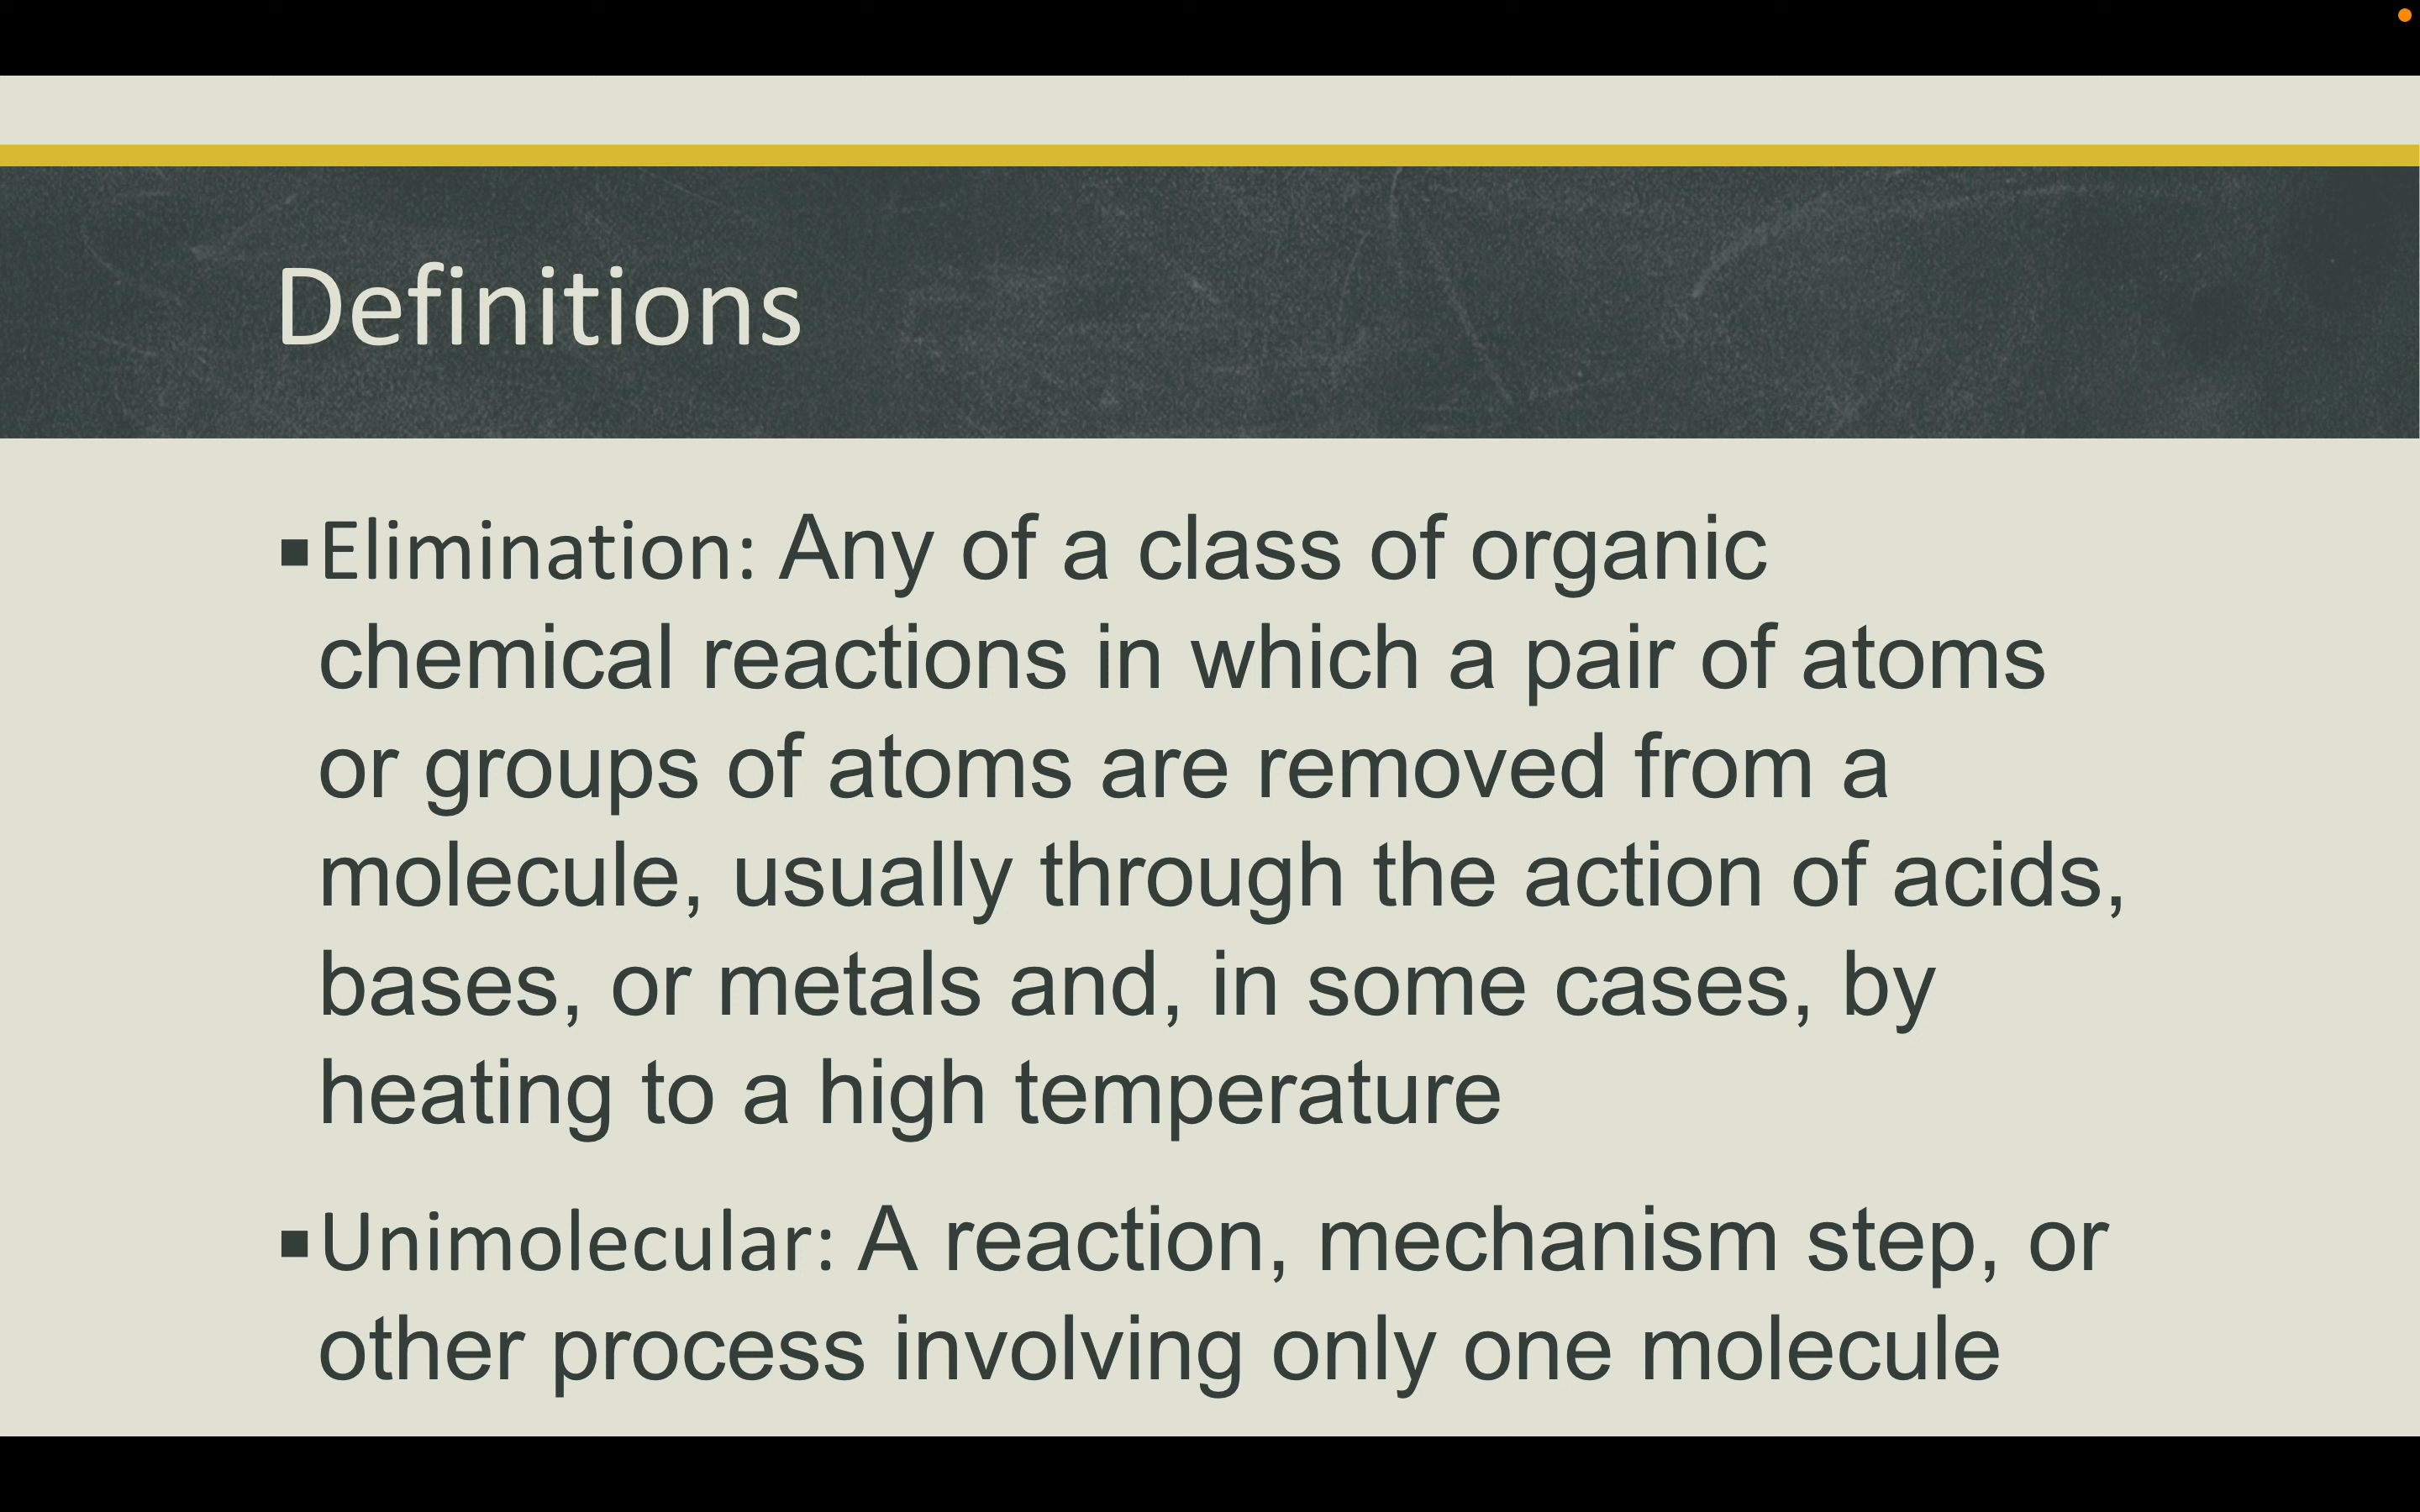 Definitions
▪Elimination: Any of a class of organic
chemical reactions in which a pair of atoms
or groups of atoms are removed from a
molecule, usually through the action of acids,
bases, or metals and, in some cases, by
heating to a high temperature
▪Unimolecular: A reaction, mechanism step, or
other process involving only one molecule